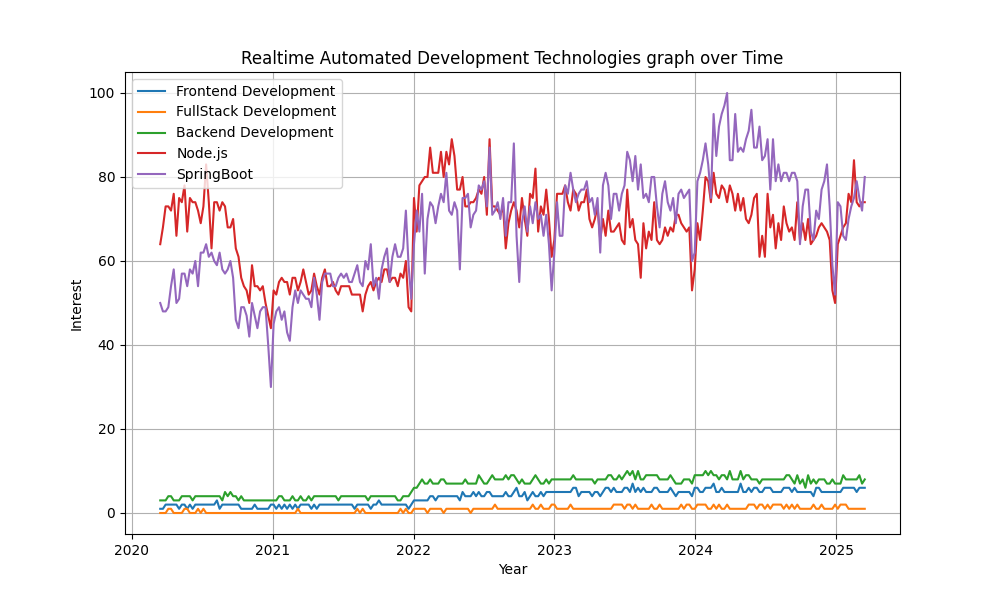 Realtime Automated Development Technologies graph over Time
Frontend Development
FullStack Development
Backend Development
Node.js
SpringBoot
100
80
60
40
20
0
Interest
2020 2021 2022 2023 2024 2025
Year